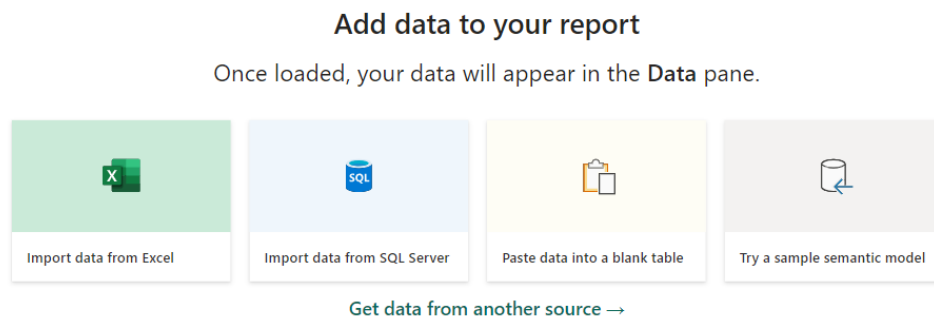 Add data to your report
Once loaded, your data will appear in the Data pane.
X
SQL
Import data from Excel
Import data from SQL Server
Paste data into a blank table
Try a sample semantic model
Get data from another source →